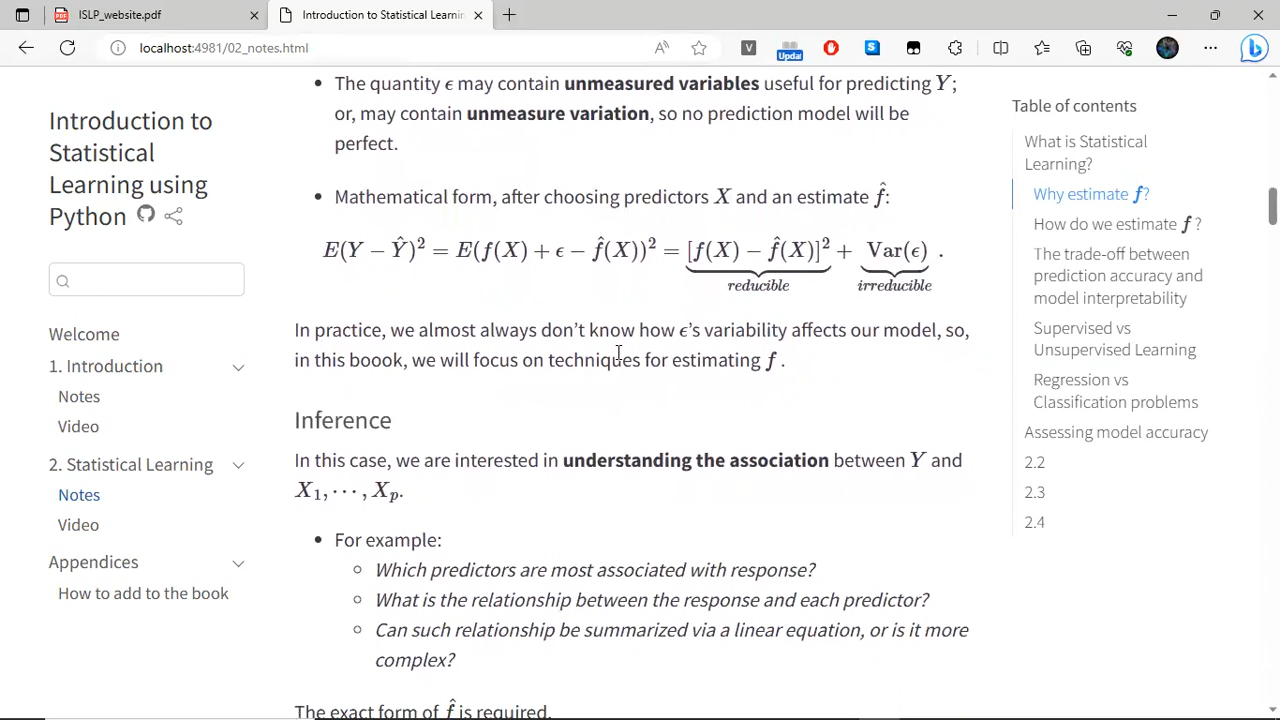 ISLP_website.pdf
Introduction to Statistical Learnin
localhost:4981/02_notes.html
Updat
Introduction to
Statistical
Learning using
Python
Welcome
1. Introduction
Notes
Video
2. Statistical Learning
Notes
Video
Appendices
How to add to the book
• The quantity ϵ may contain unmeasured variables useful for predicting Y;
or, may contain unmeasure variation, so no prediction model will be
perfect.
• Mathematical form, after choosing predictors X and an estimate f̂:
E(Y − Ŷ)² = E(f(X) + ϵ − f̂(X))² = [f(X) − f̂(X)]² + Var(ϵ) .
reducible irreducible
In practice, we almost always don’t know how ϵ’s variability affects our model, so,
in this boook, we will focus on techniques for estimating f .
Inference
In this case, we are interested in understanding the association between Y and
X₁, ⋯ , Xₚ.
• For example:
◦ Which predictors are most associated with response?
◦ What is the relationship between the response and each predictor?
◦ Can such relationship be summarized via a linear equation, or is it more
complex?
The exact form of f̂ is required.
Table of contents
What is Statistical
Learning?
Why estimate f?
How do we estimate f ?
The trade-off between
prediction accuracy and
model interpretability
Supervised vs
Unsupervised Learning
Regression vs
Classification problems
Assessing model accuracy
2.2
2.3
2.4